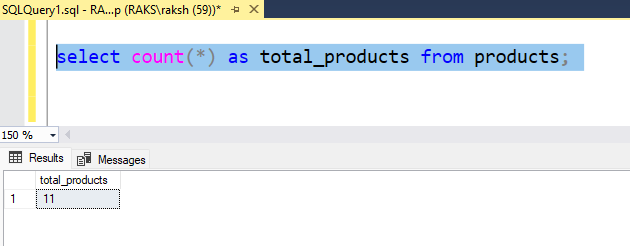 SQLQuery1.sql - RA...p (RAKS\raksh (59))*
select count(*) as total_products from products;
150 %
Results Messages
total_products
1 11